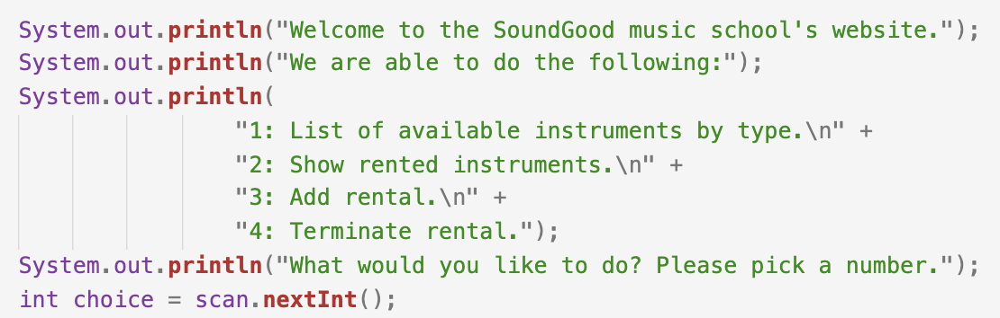 System.out.println("Welcome to the SoundGood music school's website.");
System.out.println("We are able to do the following:");
System.out.println(
"1: List of available instruments by type.\n" +
"2: Show rented instruments.\n" +
"3: Add rental.\n" +
"4: Terminate rental.");
System.out.println("What would you like to do? Please pick a number.");
int choice = scan.nextInt();